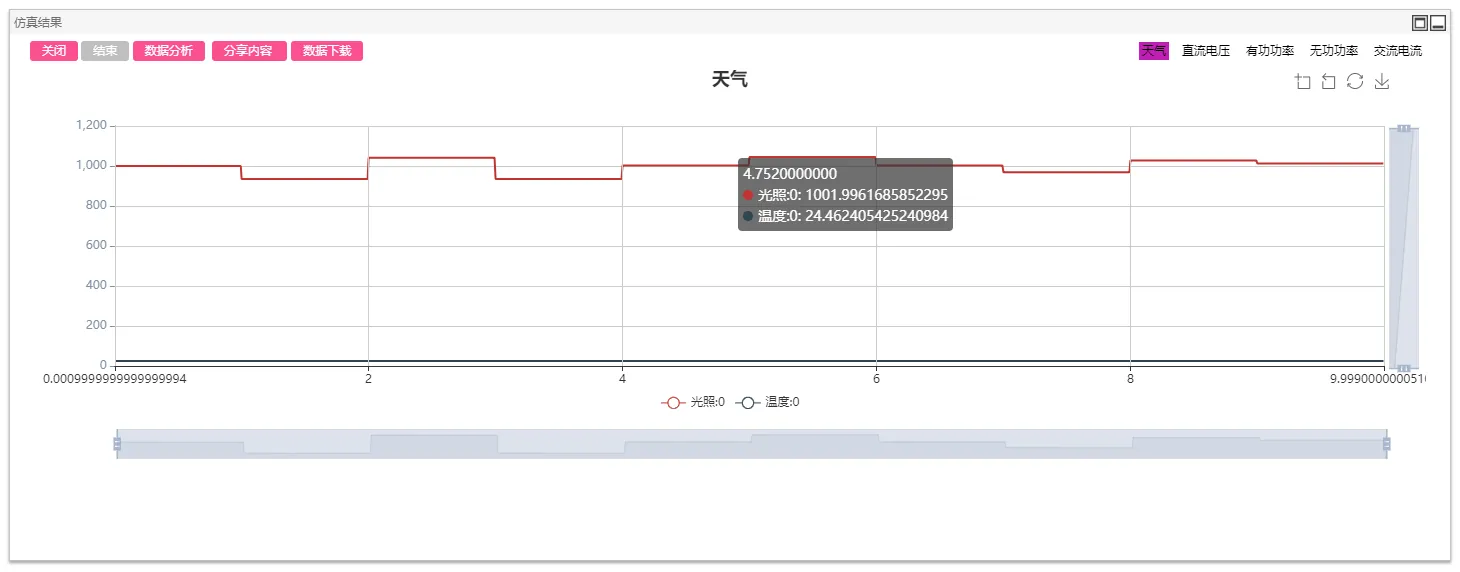 仿真结果
关闭 结束 数据分析 分享内容 数据下载
天气 直流电压 有功功率 无功功率 交流电流
天气
1,200
1,000
800
600
400
200
0
4.7520000000
光照:0: 1001.9961685852295
温度:0: 24.462405425240984
0.0009999999999999994 2 4 6 8 9.9990000000516
光照:0 温度:0